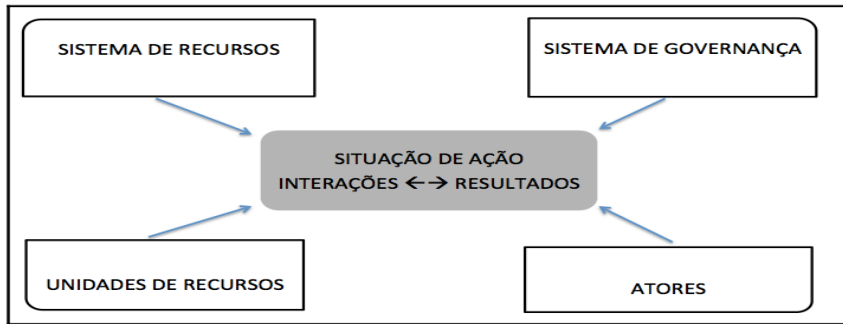 SISTEMA DE RECURSOS
SISTEMA DE GOVERNANÇA
SITUAÇÃO DE AÇÃO
INTERAÇÕES ←→ RESULTADOS
UNIDADES DE RECURSOS
ATORES